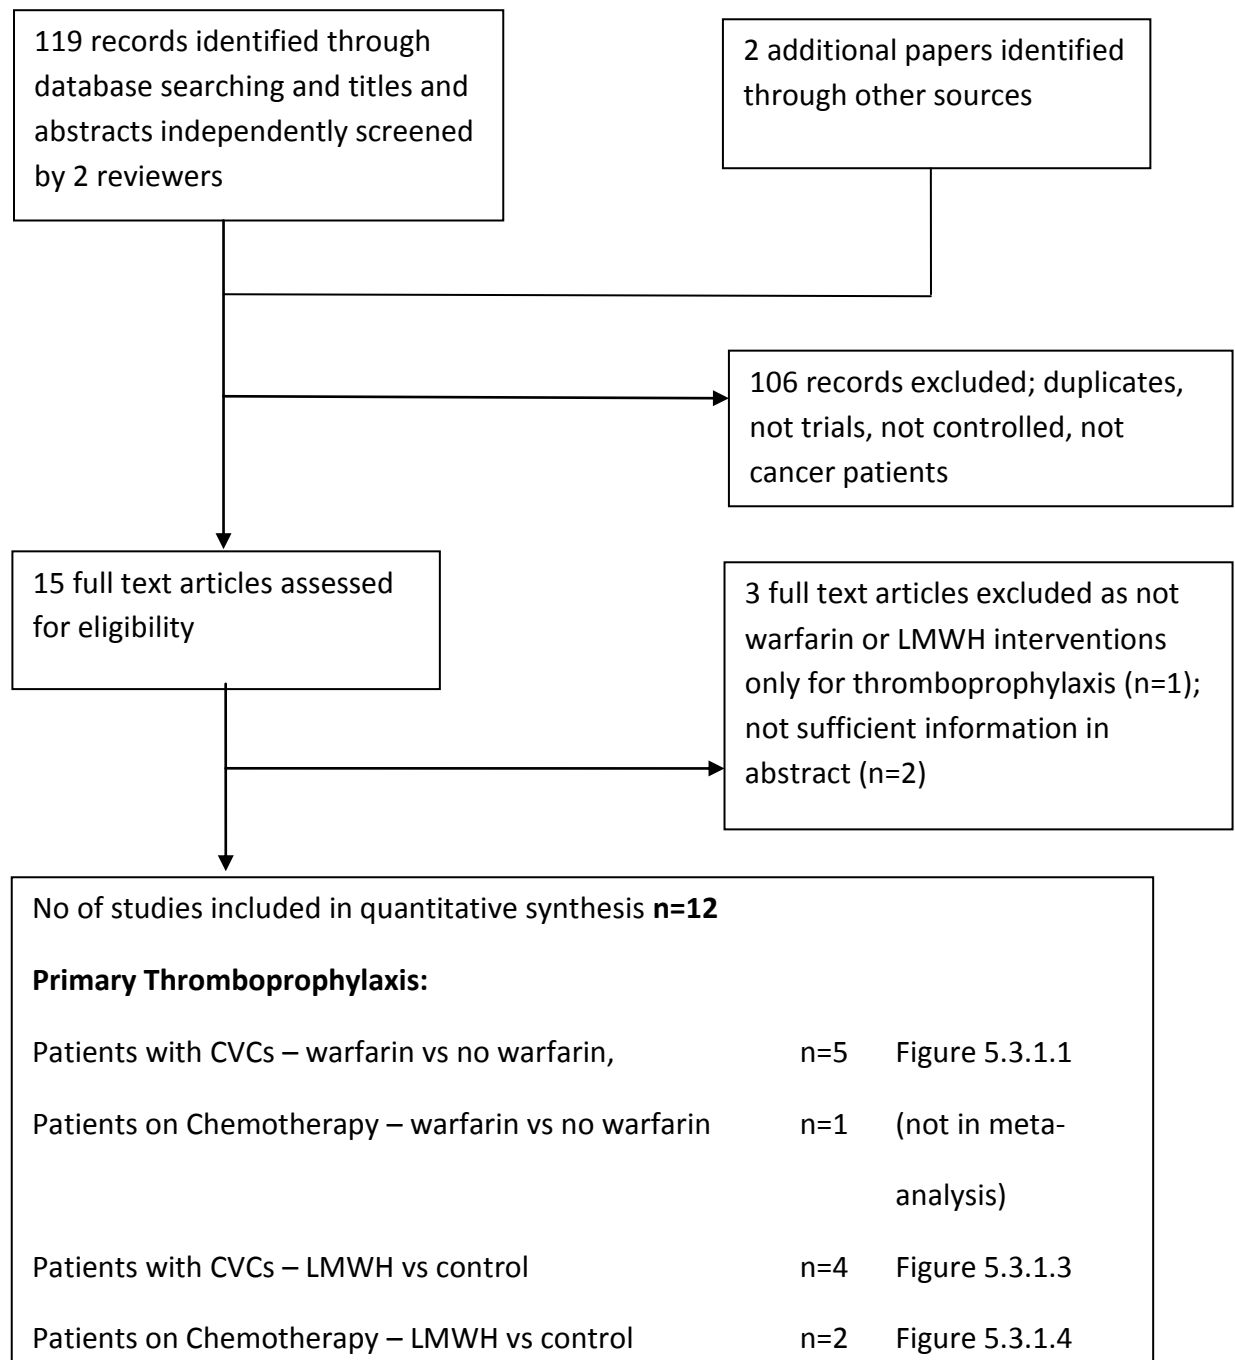 119 records identified through
database searching and titles and
abstracts independently screened
by 2 reviewers
2 additional papers identified
through other sources
106 records excluded; duplicates,
not trials, not controlled, not
cancer patients
15 full text articles assessed
for eligibility
3 full text articles excluded as not
warfarin or LMWH interventions
only for thromboprophylaxis (n=1);
not sufficient information in
abstract (n=2)
No of studies included in quantitative synthesis n=12
Primary Thromboprophylaxis:
Patients with CVCs – warfarin vs no warfarin, n=5 Figure 5.3.1.1
Patients on Chemotherapy – warfarin vs no warfarin n=1 (not in meta-
analysis)
Patients with CVCs – LMWH vs control n=4 Figure 5.3.1.3
Patients on Chemotherapy – LMWH vs control n=2 Figure 5.3.1.4